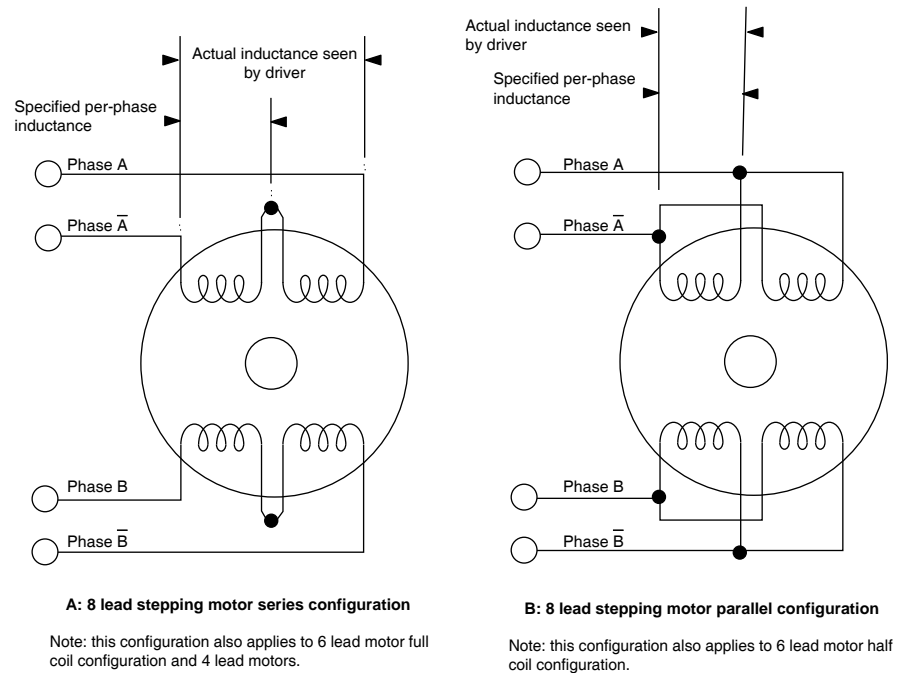 Actual inductance seen
by driver
Specified per-phase
inductance
Phase A
Phase A̅
Phase B
Phase B̅
A: 8 lead stepping motor series configuration
Note: this configuration also applies to 6 lead motor full
coil configuration and 4 lead motors.
Actual inductance seen
by driver
Specified per-phase
inductance
Phase A
Phase A̅
Phase B
Phase B̅
B: 8 lead stepping motor parallel configuration
Note: this configuration also applies to 6 lead motor half
coil configuration.